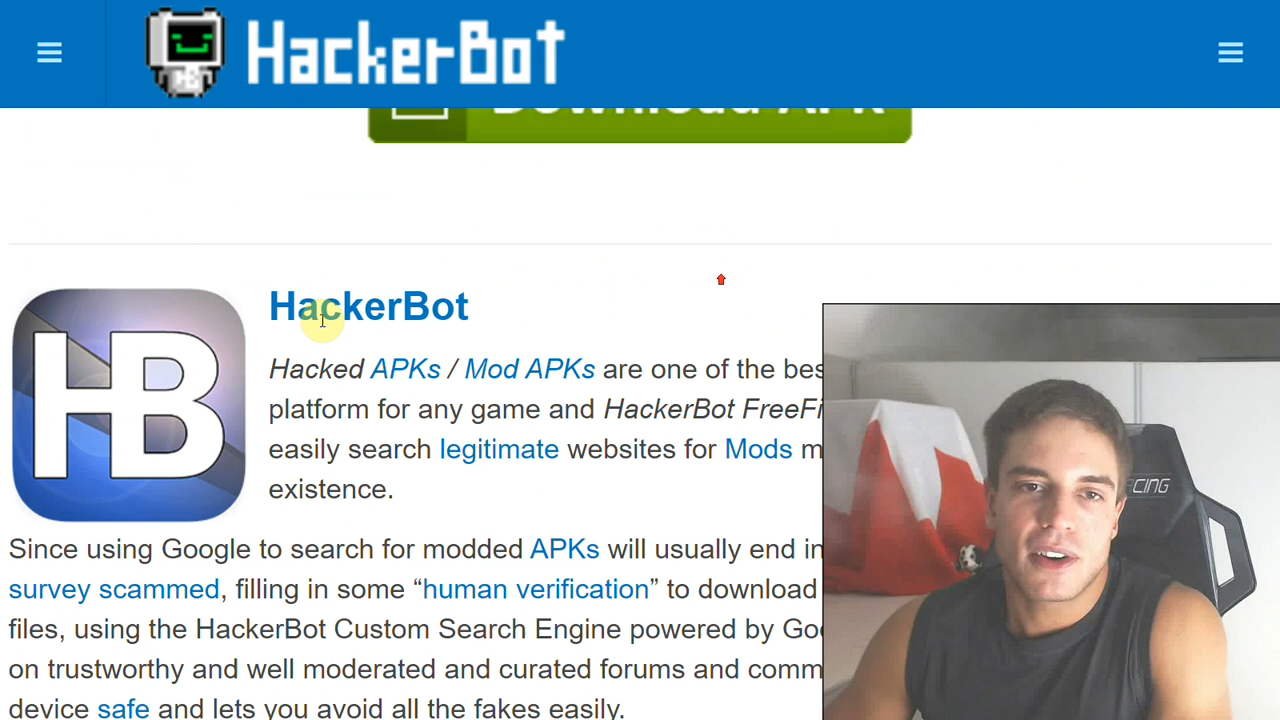 HackerBot
Download APK
HackerBot
HB
Hacked APKs / Mod APKs are one of the bes
platform for any game and HackerBot FreeFi
easily search legitimate websites for Mods m
existence.
Since using Google to search for modded APKs will usually end in
survey scammed, filling in some “human verification” to download
files, using the HackerBot Custom Search Engine powered by Go
on trustworthy and well moderated and curated forums and comm
device safe and lets you avoid all the fakes easily.
CING